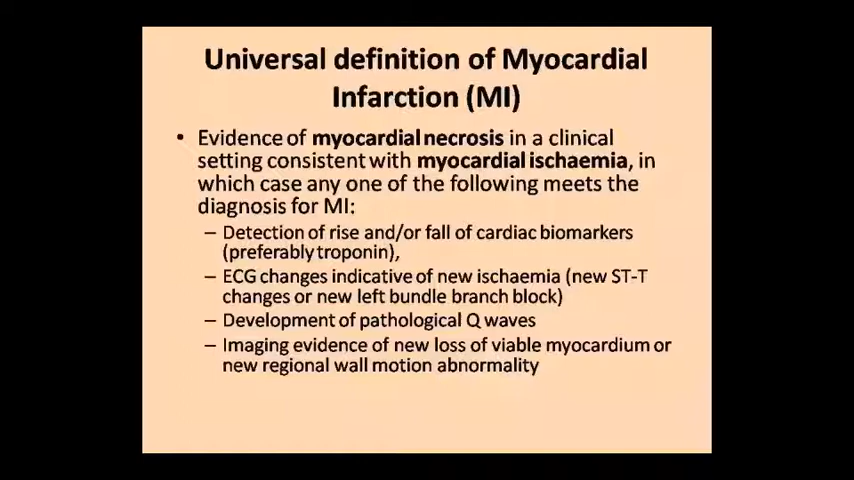 Universal definition of Myocardial
Infarction (MI)
• Evidence of myocardial necrosis in a clinical
setting consistent with myocardial ischaemia, in
which case any one of the following meets the
diagnosis for MI:
– Detection of rise and/or fall of cardiac biomarkers
(preferably troponin),
– ECG changes indicative of new ischaemia (new ST-T
changes or new left bundle branch block)
– Development of pathological Q waves
– Imaging evidence of new loss of viable myocardium or
new regional wall motion abnormality